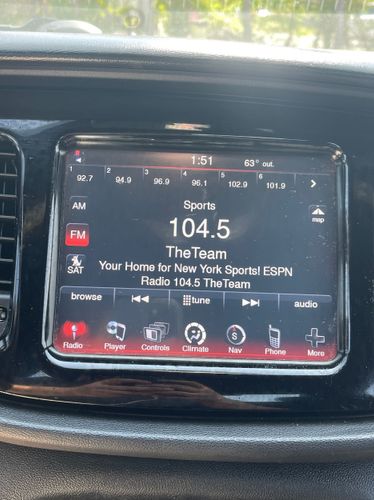 1:51 63° out.
1 2 3 4 5 6
92.7 94.9 96.9 96.1 102.9 101.9
AM
Sports
104.5
map
FM
TheTeam
SAT
Your Home for New York Sports! ESPN
Radio 104.5 TheTeam
browse tune audio
S
Radio Player Controls Climate Nav Phone More